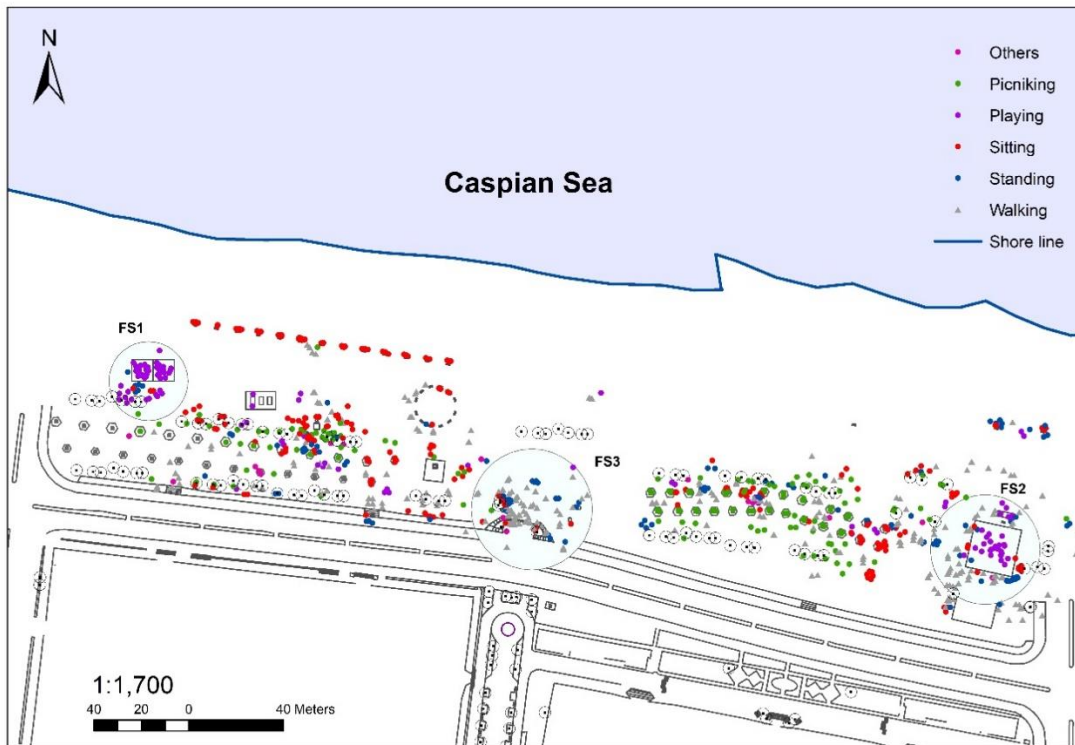 N
Others
Picniking
Playing
Sitting
Standing
Walking
Shore line
Caspian Sea
FS1
FS3
FS2
1:1,700
40 20 0 40 Meters